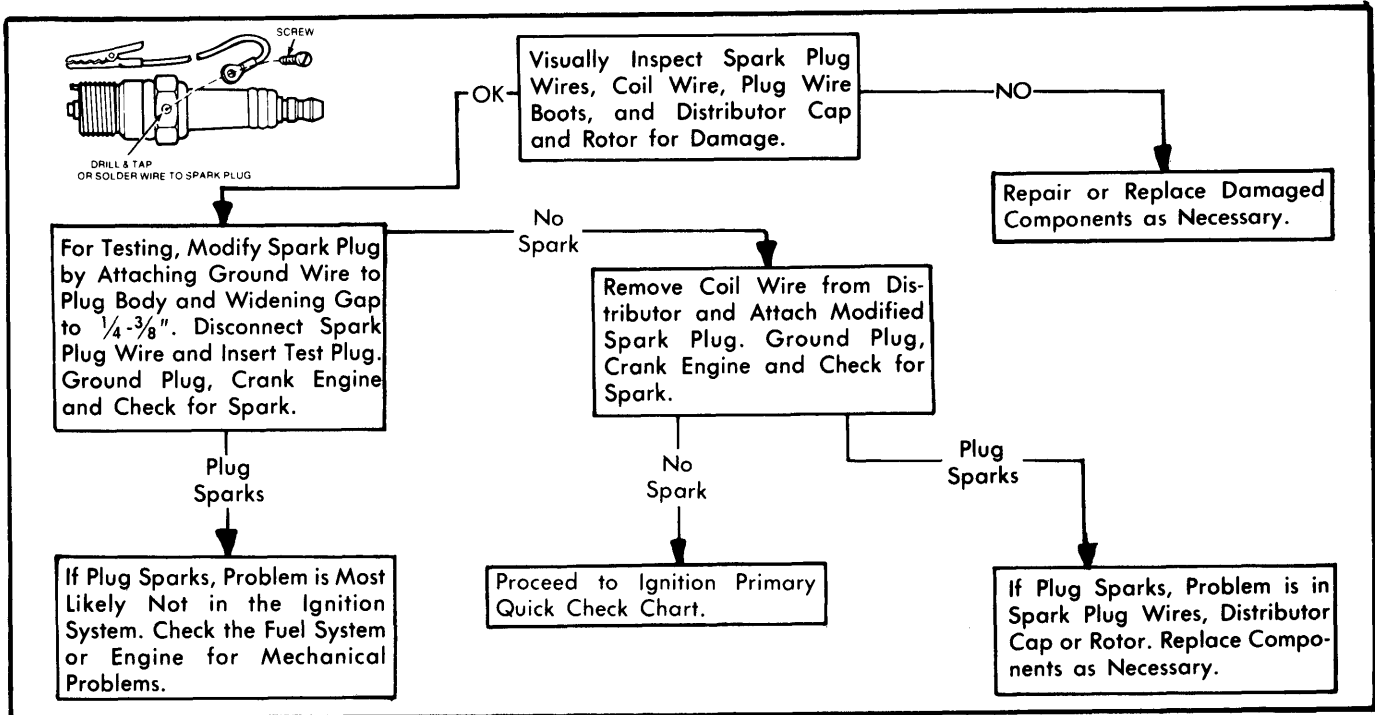 SCREW
DRILL & TAP
OR SOLDER WIRE TO SPARK PLUG
Visually Inspect Spark Plug
Wires, Coil Wire, Plug Wire
Boots, and Distributor Cap
and Rotor for Damage.
OK
NO
Repair or Replace Damaged
Components as Necessary.
For Testing, Modify Spark Plug
by Attaching Ground Wire to
Plug Body and Widening Gap
to 1/4-3/8". Disconnect Spark
Plug Wire and Insert Test Plug.
Ground Plug, Crank Engine
and Check for Spark.
No
Spark
Remove Coil Wire from Dis-
tributor and Attach Modified
Spark Plug. Ground Plug,
Crank Engine and Check for
Spark.
Plug
Sparks
No
Spark
Plug
Sparks
If Plug Sparks, Problem is Most
Likely Not in the Ignition
System. Check the Fuel System
or Engine for Mechanical
Problems.
Proceed to Ignition Primary
Quick Check Chart.
If Plug Sparks, Problem is in
Spark Plug Wires, Distributor
Cap or Rotor. Replace Compo-
nents as Necessary.